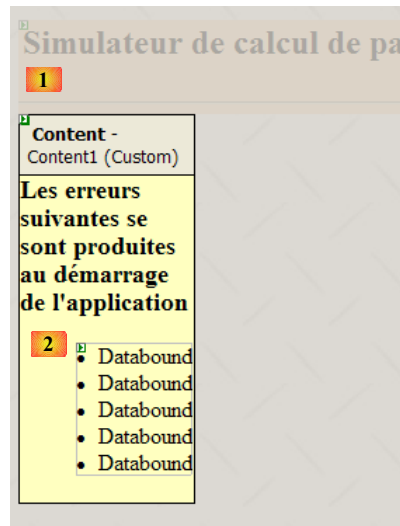 Simulateur de calcul de pa
1
Content -
Content1 (Custom)
Les erreurs
suivantes se
sont produites
au démarrage
de l'application
2
• Databound
• Databound
• Databound
• Databound
• Databound